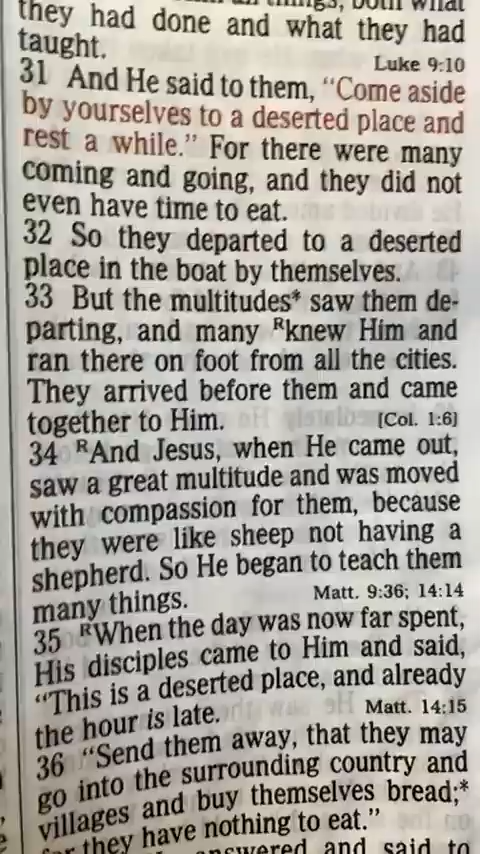 they had done and what they had
taught. Luke 9:10
31 And He said to them, “Come aside
by yourselves to a deserted place and
rest a while.” For there were many
coming and going, and they did not
even have time to eat.
32 So they departed to a deserted
place in the boat by themselves.
33 But the multitudes* saw them de-
parting, and many ᴿknew Him and
ran there on foot from all the cities.
They arrived before them and came
together to Him. [Col. 1:6]
34 ᴿAnd Jesus, when He came out,
saw a great multitude and was moved
with compassion for them, because
they were like sheep not having a
shepherd. So He began to teach them
many things. Matt. 9:36; 14:14
35 ᴿWhen the day was now far spent,
His disciples came to Him and said,
“This is a deserted place, and already
the hour is late. Matt. 14:15
36 “Send them away, that they may
go into the surrounding country and
villages and buy themselves bread;*
for they have nothing to eat.”
answered and said to